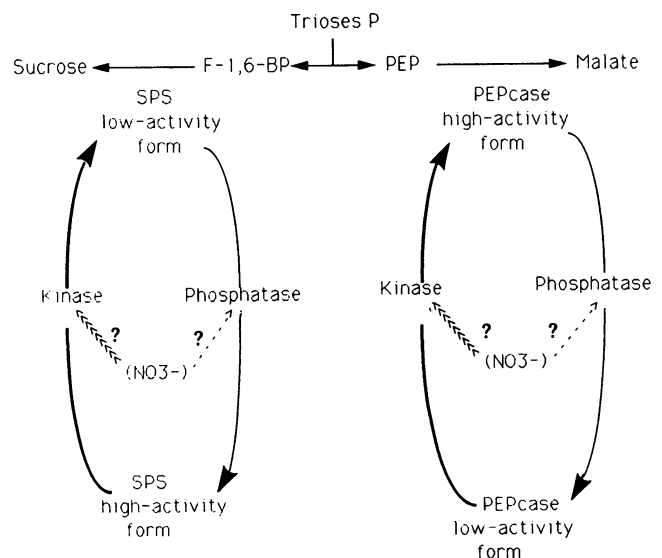 Trioses P
Sucrose F-1,6-BP PEP Malate
SPS
low-activity
form
PEPcase
high-activity
form
Kinase Phosphatase
Kinase Phosphatase
? ?
(NO3-)
? ?
(NO3-)
SPS
high-activity
form
PEPcase
low-activity
form